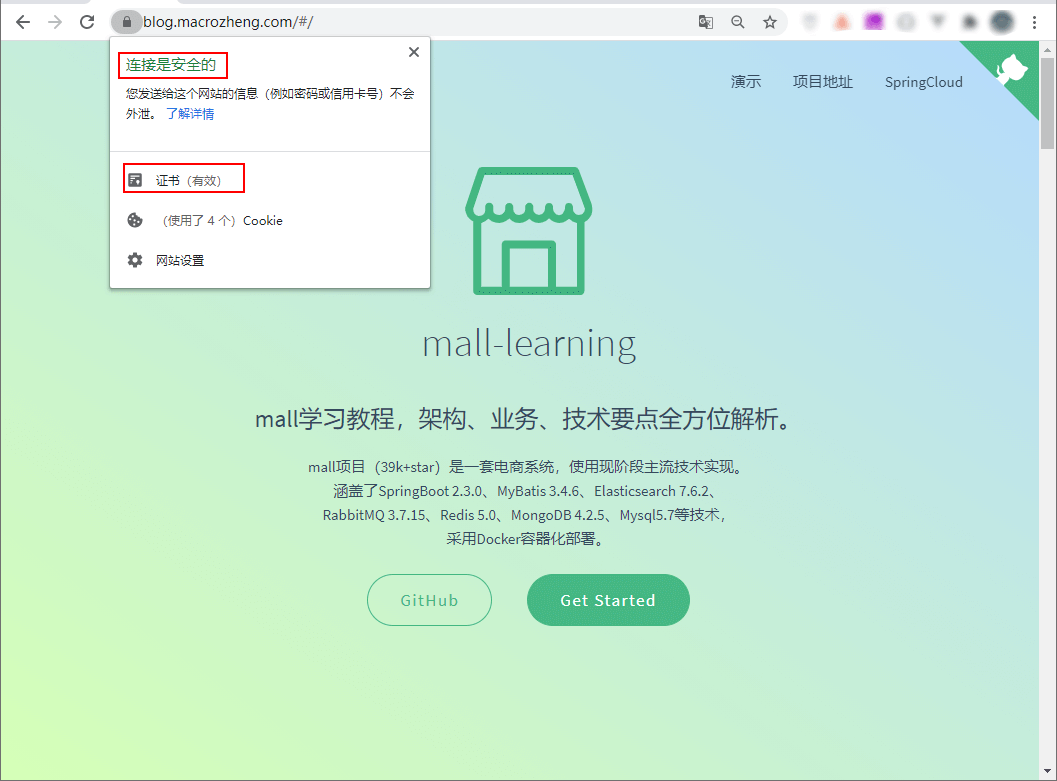 blog.macrozheng.com/#/
连接是安全的
您发送给这个网站的信息（例如密码或信用卡号）不会
外泄。 了解详情
证书（有效）
（使用了 4 个）Cookie
网站设置
演示 项目地址 SpringCloud
mall-learning
mall学习教程，架构、业务、技术要点全方位解析。
mall项目（39k+star）是一套电商系统，使用现阶段主流技术实现。
涵盖了SpringBoot 2.3.0、MyBatis 3.4.6、Elasticsearch 7.6.2、
RabbitMQ 3.7.15、Redis 5.0、MongoDB 4.2.5、Mysql5.7等技术，
采用Docker容器化部署。
GitHub Get Started